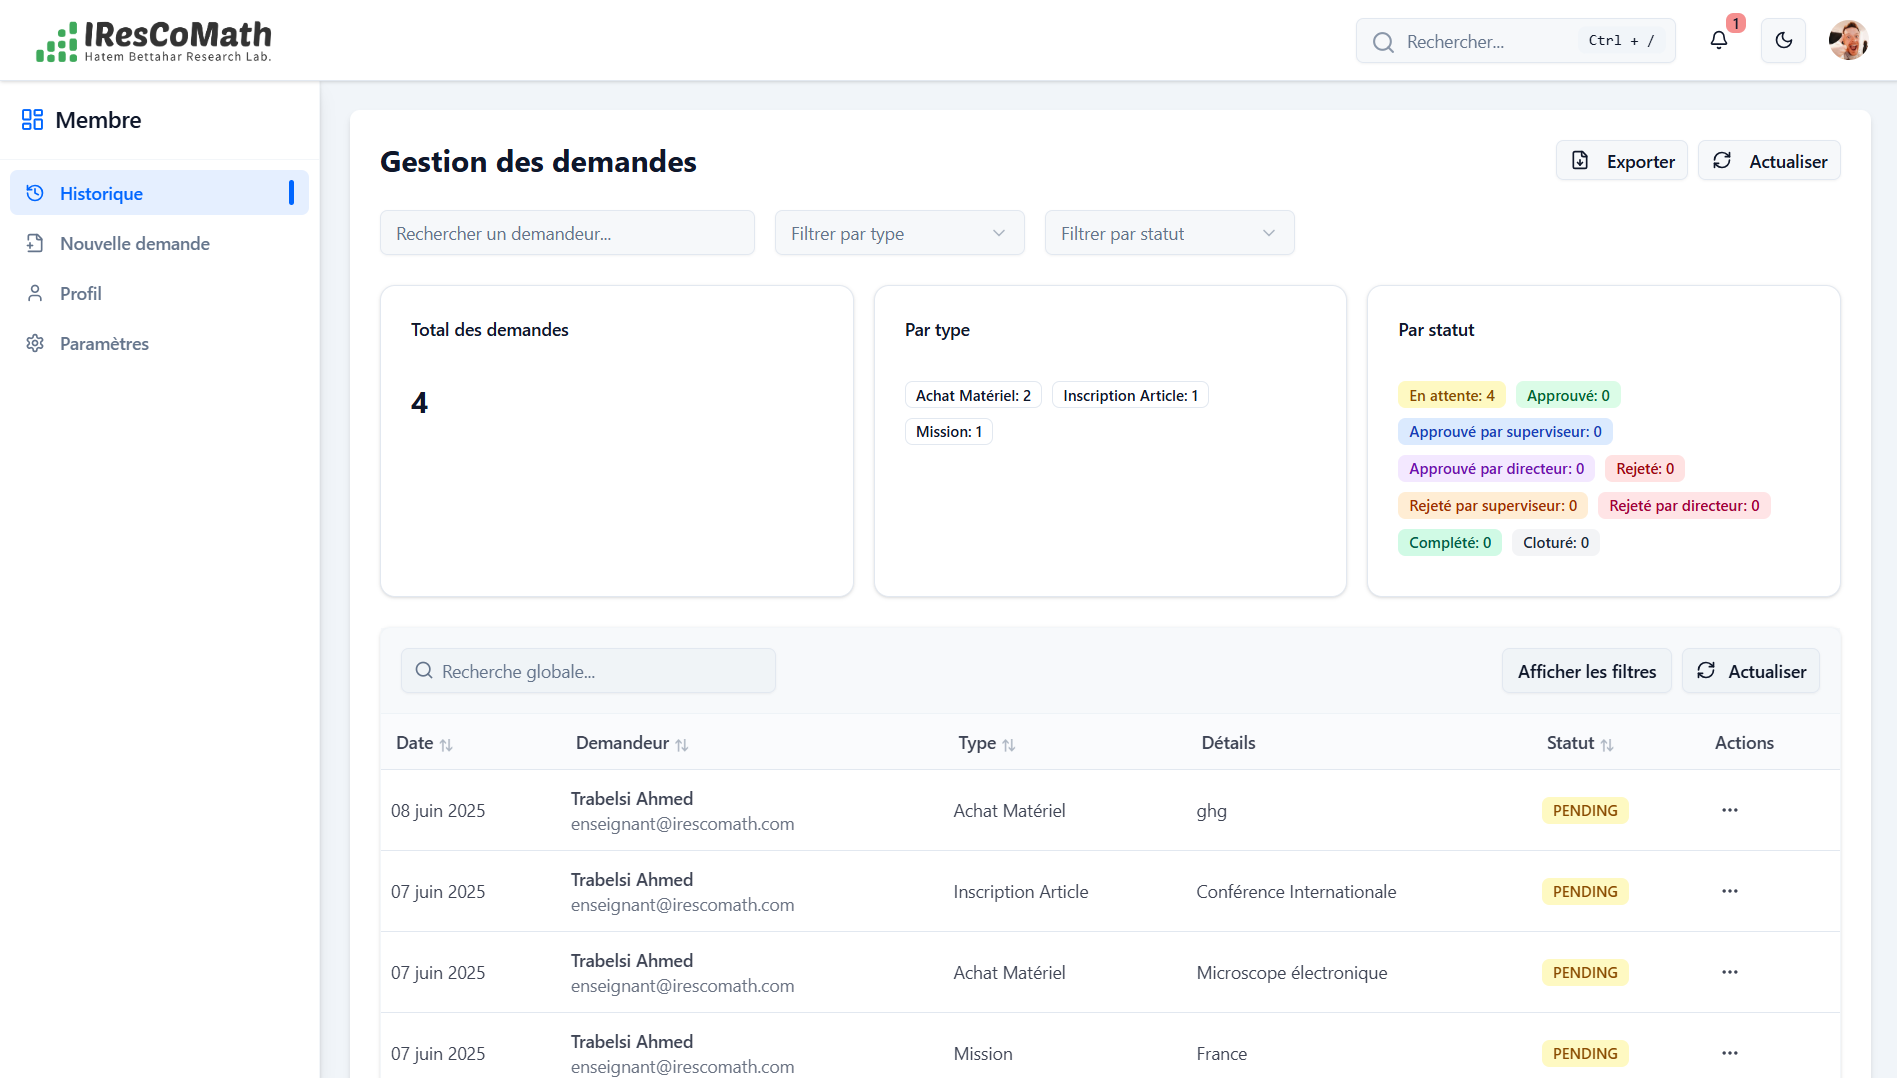 IResCoMath
Hatem Bettahar Research Lab.
Rechercher...
Ctrl + /
1
Membre
Historique
Nouvelle demande
Profil
Paramètres
Gestion des demandes
Exporter
Actualiser
Rechercher un demandeur...
Filtrer par type
Filtrer par statut
Total des demandes
4
Par type
Achat Matériel: 2
Inscription Article: 1
Mission: 1
Par statut
En attente: 4
Approuvé: 0
Approuvé par superviseur: 0
Approuvé par directeur: 0
Rejeté: 0
Rejeté par superviseur: 0
Rejeté par directeur: 0
Complété: 0
Cloturé: 0
Recherche globale...
Afficher les filtres
Actualiser
Date
Demandeur
Type
Détails
Statut
Actions
08 juin 2025
Trabelsi Ahmed
enseignant@irescomath.com
Achat Matériel
ghg
PENDING
07 juin 2025
Trabelsi Ahmed
enseignant@irescomath.com
Inscription Article
Conférence Internationale
PENDING
07 juin 2025
Trabelsi Ahmed
enseignant@irescomath.com
Achat Matériel
Microscope électronique
PENDING
07 juin 2025
Trabelsi Ahmed
enseignant@irescomath.com
Mission
France
PENDING